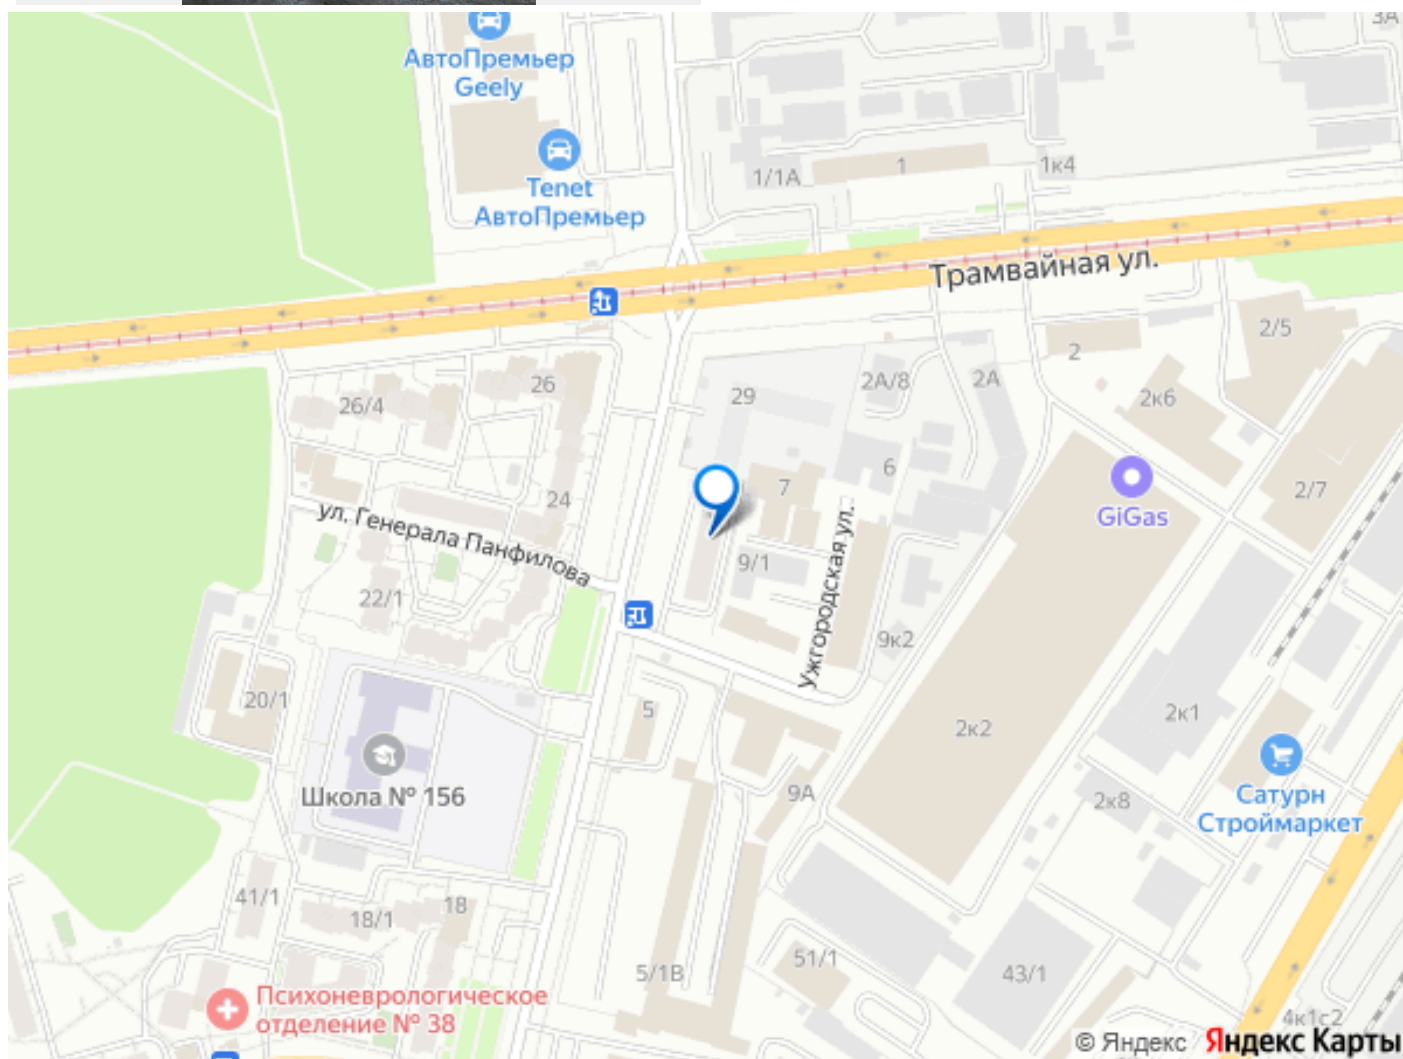 3А
АвтоПремьер
Geely
1/1А
1
1к4
Tenet
АвтоПремьер
Трамвайная ул.
2/5
2
26
26/4
29
2А/8
2А
2к6
24
7
6
GiGas
2/7
ул. Генерала Панфилова
9/1
22/1
Ужгородская ул.
9к2
20/1
5
2к2
2к1
Школа № 156
9А
2к8
Сатурн
Строймаркет
41/1
18/1
18
5/1В
51/1
43/1
Психоневрологическое
отделение № 38
4к1с2
© Яндекс Яндекс Карты